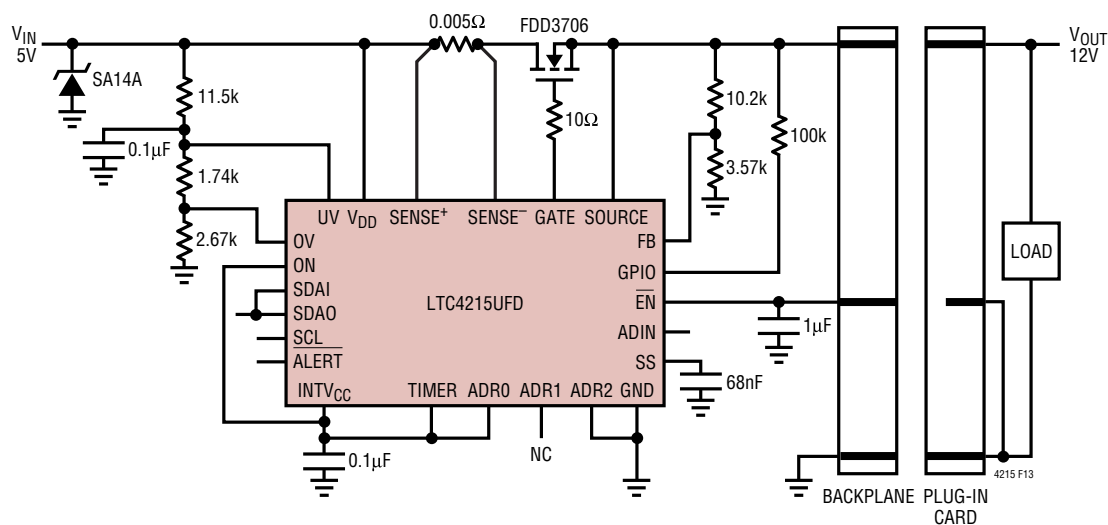 VIN
5V
SA14A
11.5k
0.1µF
1.74k
2.67k
0.005Ω
FDD3706
10Ω
10.2k
3.57k
100k
VOUT
12V
LOAD
UV VDD SENSE+ SENSE– GATE SOURCE
OV
ON
SDAI
SDAO
SCL
ALERT
LTC4215UFD
FB
GPIO
EN
ADIN
SS
INTVCC TIMER ADR0 ADR1 ADR2 GND
1µF
68nF
0.1µF
NC
BACKPLANE
PLUG-IN
CARD
4215 F13